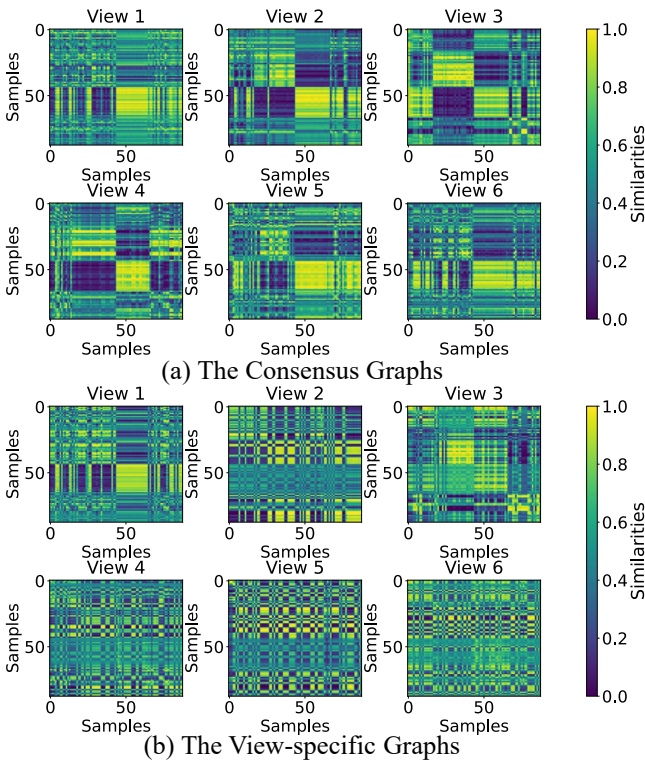 View 1 View 2 View 3
0 0 0 1.0
Samples 50 Samples 50 Samples 50 0.8
0 50 0 50 0 50
Samples Samples Samples 0.6
View 4 View 5 View 6 Similarities
0 0 0 0.4
Samples 50 Samples 50 Samples 50 0.2
0 50 0 50 0 50 0.0
Samples Samples Samples
(a) The Consensus Graphs
View 1 View 2 View 3
0 0 0 1.0
Samples 50 Samples 50 Samples 50 0.8
0 50 0 50 0 50
Samples Samples Samples 0.6
View 4 View 5 View 6 Similarities
0 0 0 0.4
Samples 50 Samples 50 Samples 50 0.2
0 50 0 50 0 50 0.0
Samples Samples Samples
(b) The View-specific Graphs